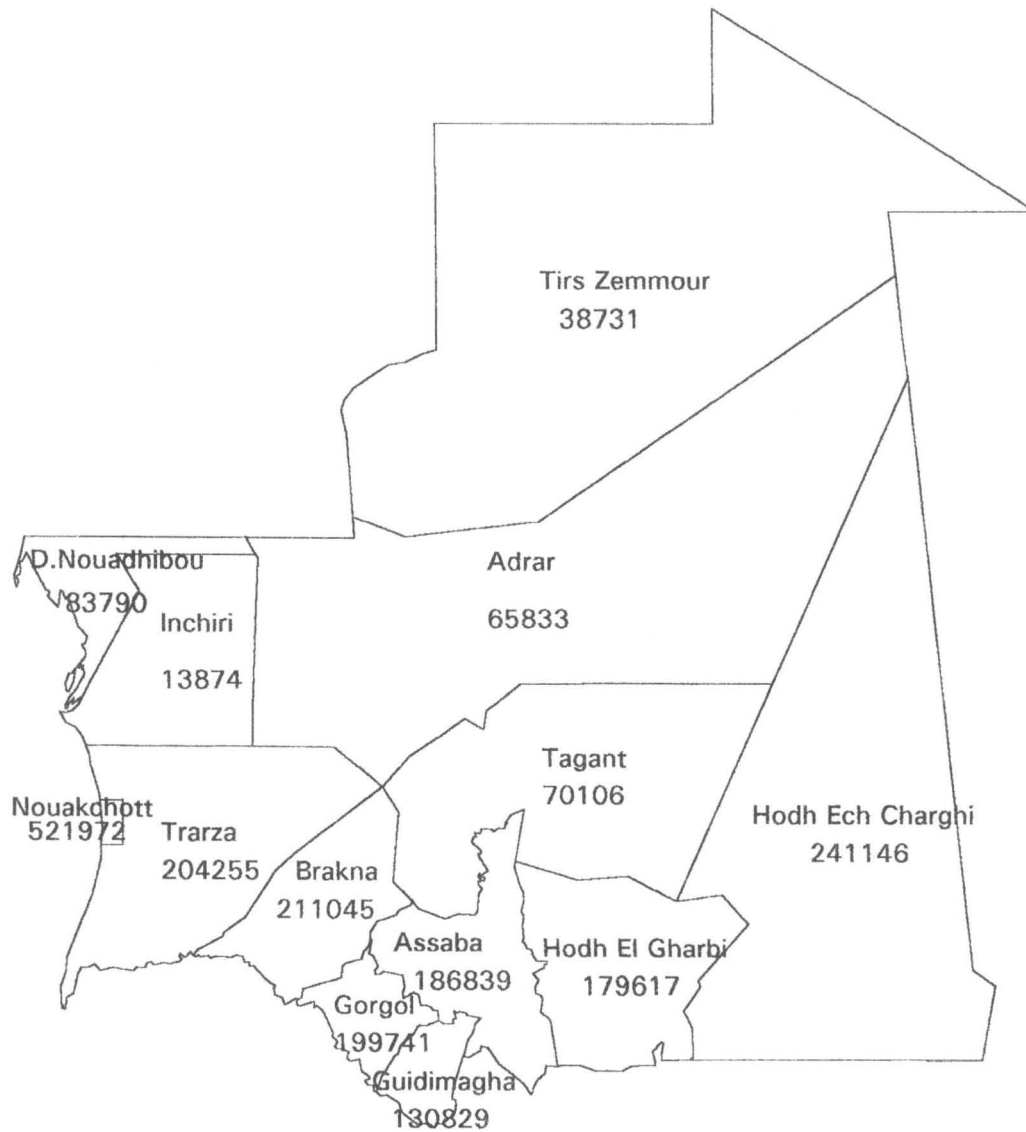 Tirs Zemmour
38731
D.Nouadhibou
83790
Inchiri
13874
Adrar
65833
Tagant
70106
Nouakchott
521972
Trarza
204255
Brakna
211045
Hodh Ech Charghi
241146
Assaba
186839
Hodh El Gharbi
179617
Gorgol
199741
Guidimagha
130829